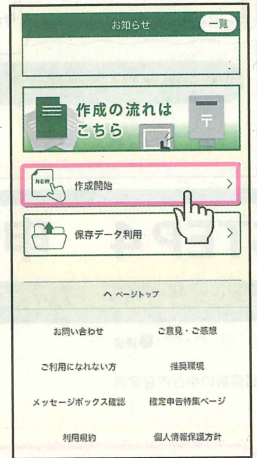 お知らせ
一覧
作成の流れは
こちら
NEW
作成開始
保存データ利用
ページトップ
お問い合わせ ご意見・ご感想
ご利用になれない方 推奨環境
メッセージボックス確認 確定申告特集ページ
利用規約 個人情報保護方針